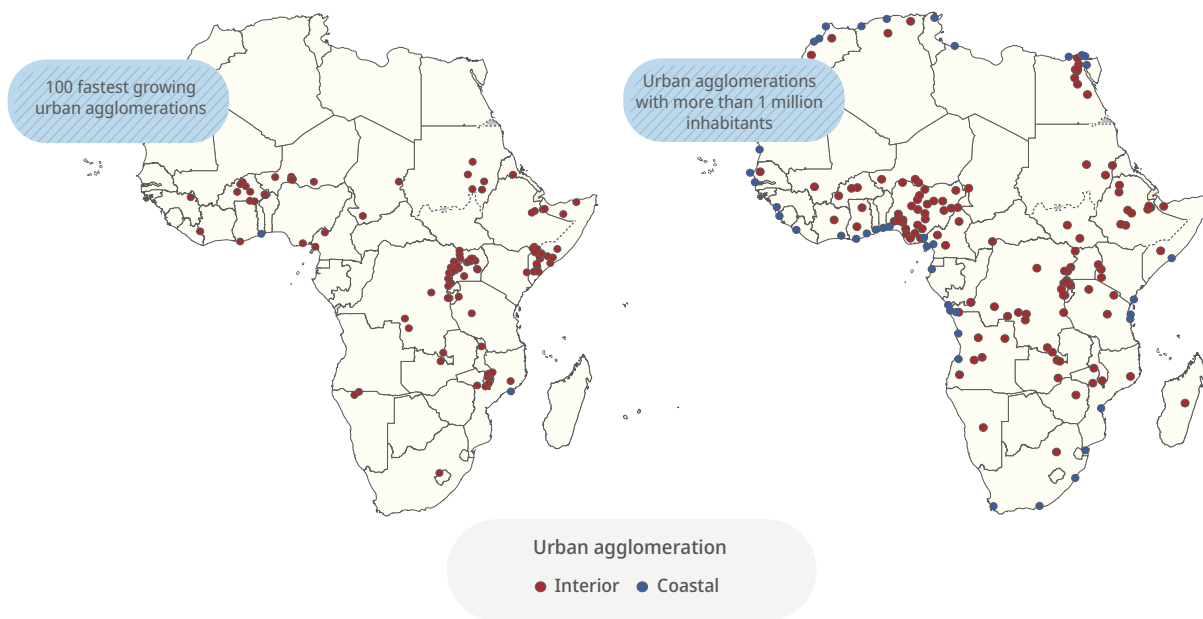 100 fastest growing
urban agglomerations
Urban agglomerations
with more than 1 million
inhabitants
Urban agglomeration
Interior
Coastal